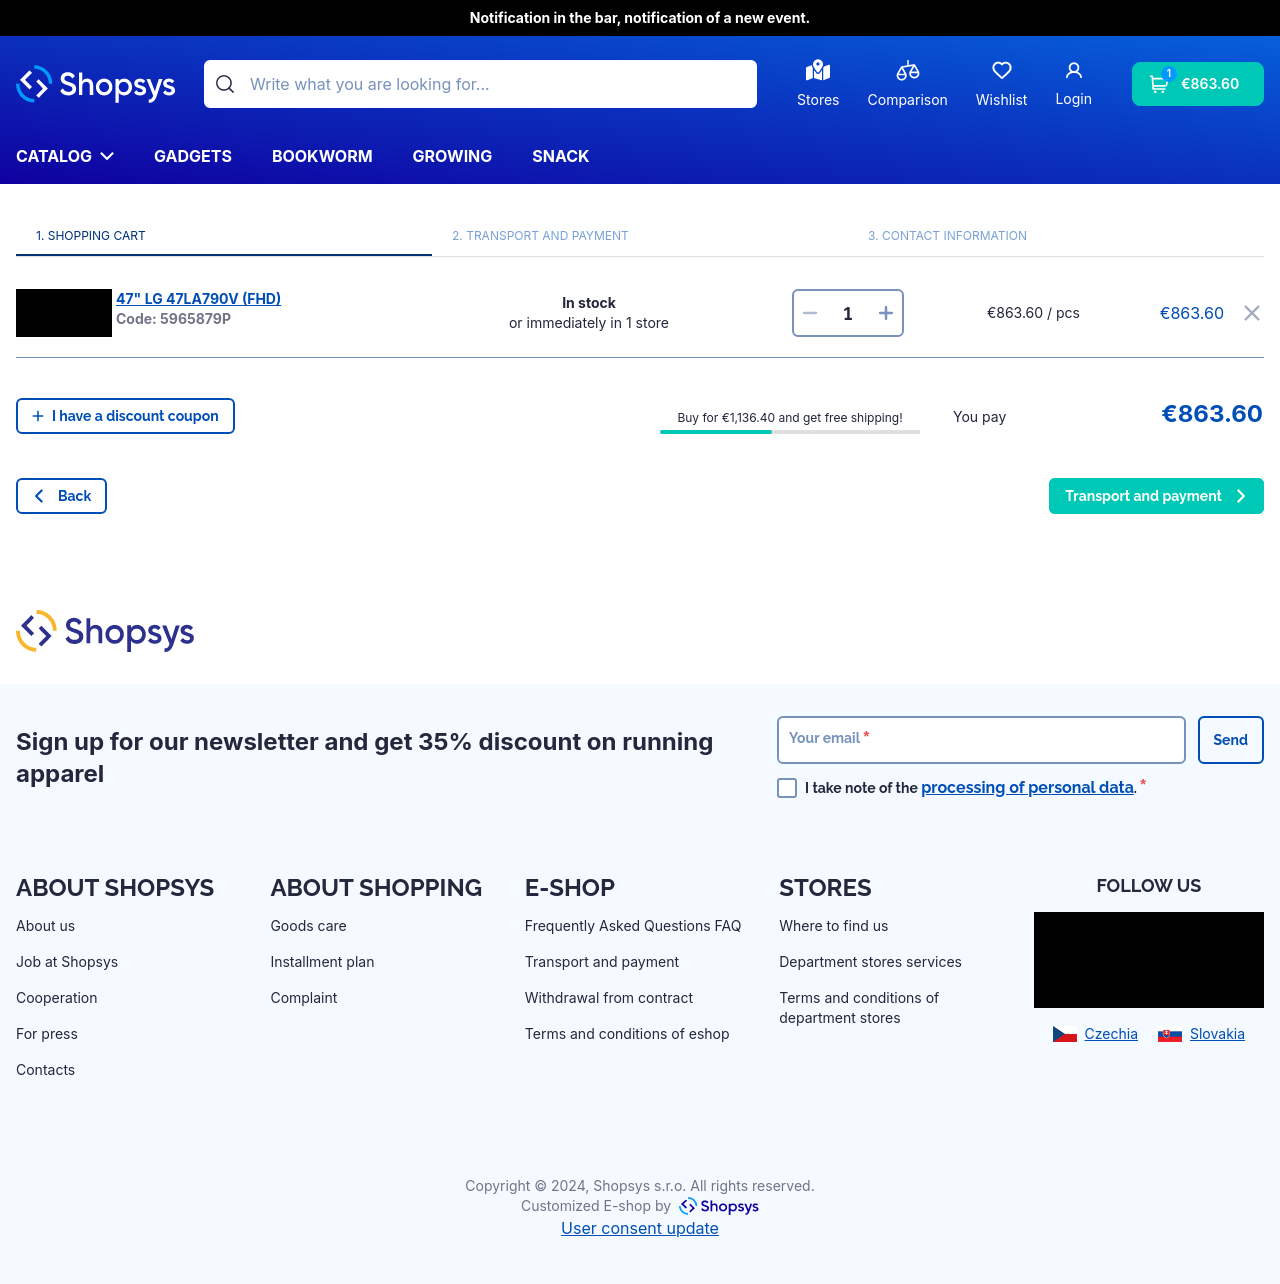 Notification in the bar, notification of a new event.
Shopsys
Write what you are looking for...
Stores
Comparison
Wishlist
Login
1
€863.60
CATALOG
GADGETS
BOOKWORM
GROWING
SNACK
1. SHOPPING CART
2. TRANSPORT AND PAYMENT
3. CONTACT INFORMATION
47" LG 47LA790V (FHD)
Code: 5965879P
In stock
or immediately in 1 store
1
€863.60 / pcs
€863.60
I have a discount coupon
Buy for €1,136.40 and get free shipping!
You pay
€863.60
Back
Transport and payment
Shopsys
Sign up for our newsletter and get 35% discount on running
apparel
Your email *
Send
I take note of the processing of personal data. *
ABOUT SHOPSYS
About us
Job at Shopsys
Cooperation
For press
Contacts
ABOUT SHOPPING
Goods care
Installment plan
Complaint
E-SHOP
Frequently Asked Questions FAQ
Transport and payment
Withdrawal from contract
Terms and conditions of eshop
STORES
Where to find us
Department stores services
Terms and conditions of
department stores
FOLLOW US
Czechia
Slovakia
Copyright © 2024, Shopsys s.r.o. All rights reserved.
Customized E-shop by Shopsys
User consent update